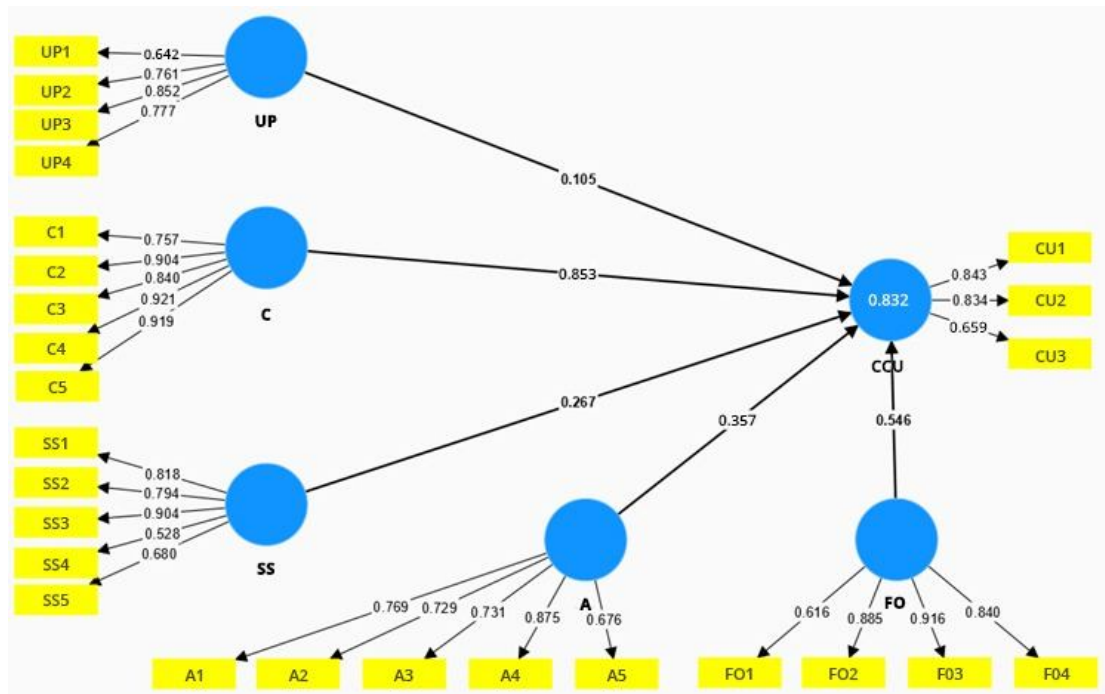 UP1
UP2
UP3
UP4
0.642
0.761
0.852
0.777
UP
0.105
C1
C2
C3
C4
C5
0.757
0.904
0.840
0.921
0.919
C
0.853
SS1
SS2
SS3
SS4
SS5
0.818
0.794
0.904
0.528
0.680
SS
0.267
0.832
CCU
0.843
0.834
0.659
CU1
CU2
CU3
0.357
0.546
A
0.769
0.729
0.731
0.875
0.676
A1
A2
A3
A4
A5
FO
0.616
0.885
0.916
0.840
FO1
FO2
F03
F04